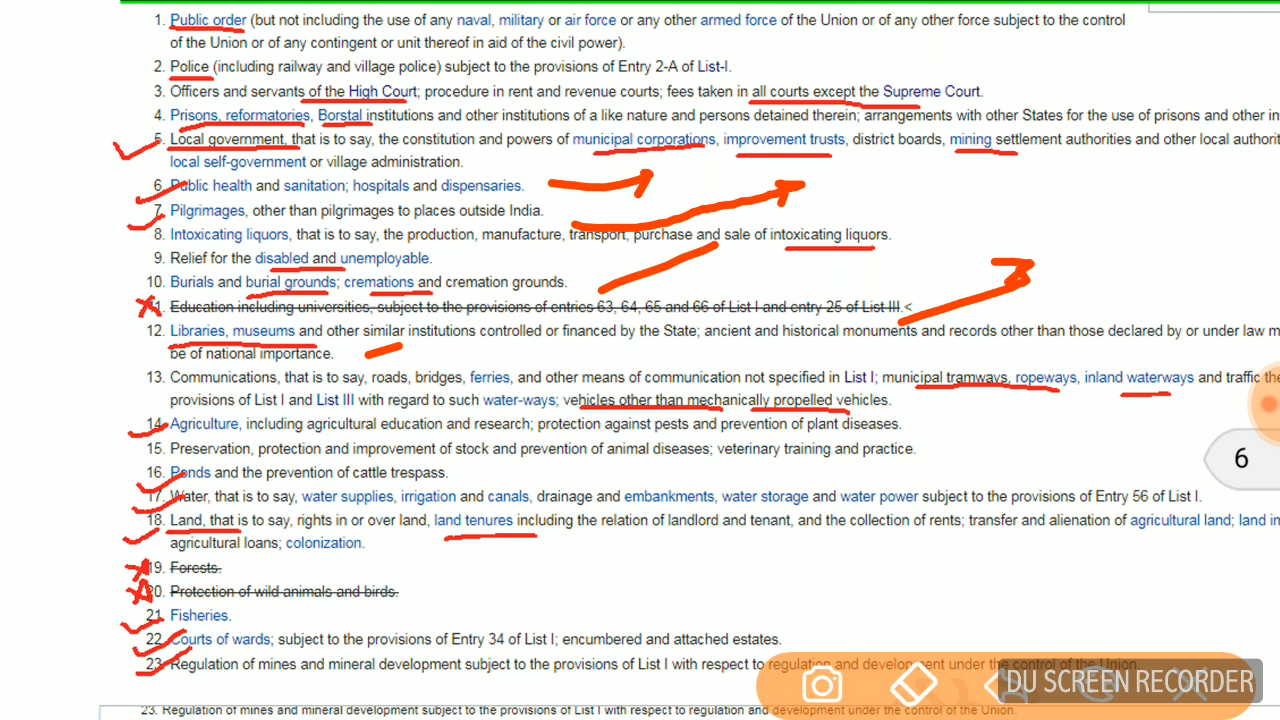 1. Public order (but not including the use of any naval, military or air force or any other armed force of the Union or of any other force subject to the control
of the Union or of any contingent or unit thereof in aid of the civil power).
2. Police (including railway and village police) subject to the provisions of Entry 2-A of List-I.
3. Officers and servants of the High Court; procedure in rent and revenue courts; fees taken in all courts except the Supreme Court.
4. Prisons, reformatories, Borstal institutions and other institutions of a like nature and persons detained therein; arrangements with other States for the use of prisons and other in
5. Local government, that is to say, the constitution and powers of municipal corporations, improvement trusts, district boards, mining settlement authorities and other local authorit
local self-government or village administration.
6. Public health and sanitation; hospitals and dispensaries.
7. Pilgrimages, other than pilgrimages to places outside India.
8. Intoxicating liquors, that is to say, the production, manufacture, transport, purchase and sale of intoxicating liquors.
9. Relief for the disabled and unemployable.
10. Burials and burial grounds; cremations and cremation grounds.
11. Education including universities, subject to the provisions of entries 63, 64, 65 and 66 of List I and entry 25 of List III.<
12. Libraries, museums and other similar institutions controlled or financed by the State; ancient and historical monuments and records other than those declared by or under law m
be of national importance.
13. Communications, that is to say, roads, bridges, ferries, and other means of communication not specified in List I; municipal tramways, ropeways, inland waterways and traffic the
provisions of List I and List III with regard to such water-ways; vehicles other than mechanically propelled vehicles.
14. Agriculture, including agricultural education and research; protection against pests and prevention of plant diseases.
15. Preservation, protection and improvement of stock and prevention of animal diseases; veterinary training and practice.
16. Ponds and the prevention of cattle trespass.
17. Water, that is to say, water supplies, irrigation and canals, drainage and embankments, water storage and water power subject to the provisions of Entry 56 of List I.
18. Land, that is to say, rights in or over land, land tenures including the relation of landlord and tenant, and the collection of rents; transfer and alienation of agricultural land; land in
agricultural loans; colonization.
19. Forests.
20. Protection of wild animals and birds.
21. Fisheries.
22. Courts of wards; subject to the provisions of Entry 34 of List I; encumbered and attached estates.
23. Regulation of mines and mineral development subject to the provisions of List I with respect to regulation and development under the control of the Union.
23. Regulation of mines and mineral development subject to the provisions of List I with respect to regulation and development under the control of the Union.
6
DU SCREEN RECORDER